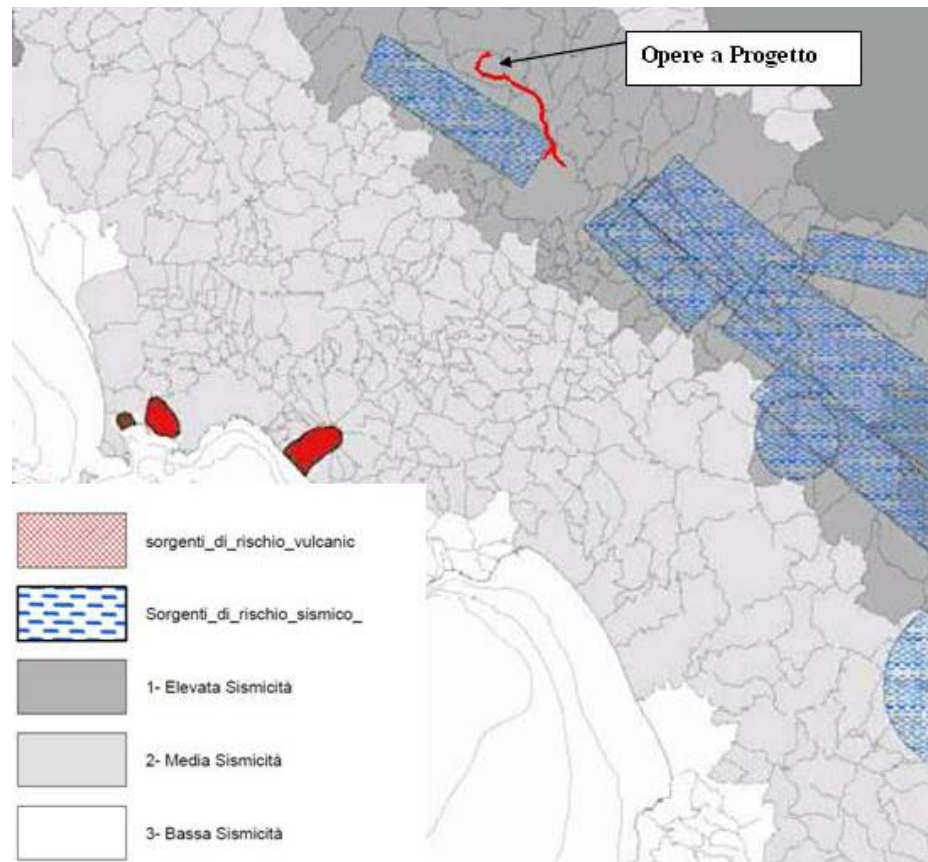 Opere a Progetto
sorgenti_di_rischio_vulcanic
Sorgenti_di_rischio_sismico_
1- Elevata Sismicità
2- Media Sismicità
3- Bassa Sismicità